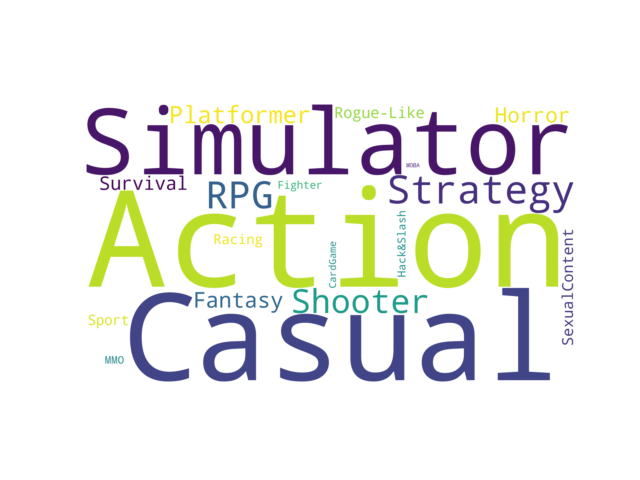 Simulator
Platformer
Rogue-Like
Horror
MOBA
Survival
RPG
Fighter
Strategy
Action
Racing
CardGame
Hack&Slash
SexualContent
Fantasy
Shooter
Sport
Casual
MMO